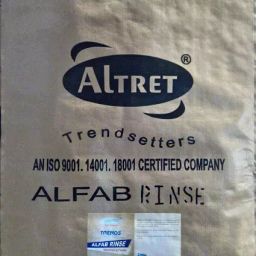 ALTRET®
Trendsetters
AN ISO 9001. 14001. 18001 CERTIFIED COMPANY
ALFAB RINSE
ALFAB RINSE